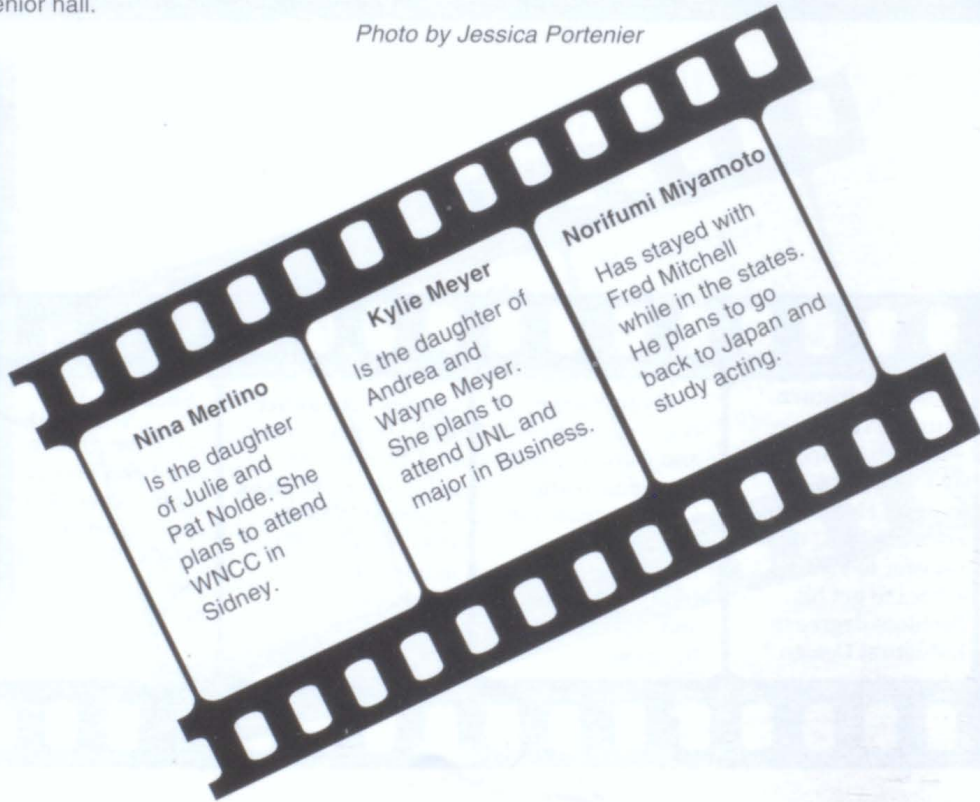 enior hall.
Photo by Jessica Portenier
Nina Merlino
Is the daughter
of Julie and
Pat Nolde. She
plans to attend
WNCC in
Sidney.
Kylie Meyer
Is the daughter of
Andrea and
Wayne Meyer.
She plans to
attend UNL and
major in Business.
Norifumi Miyamoto
Has stayed with
Fred Mitchell
while in the states.
He plans to go
back to Japan and
study acting.